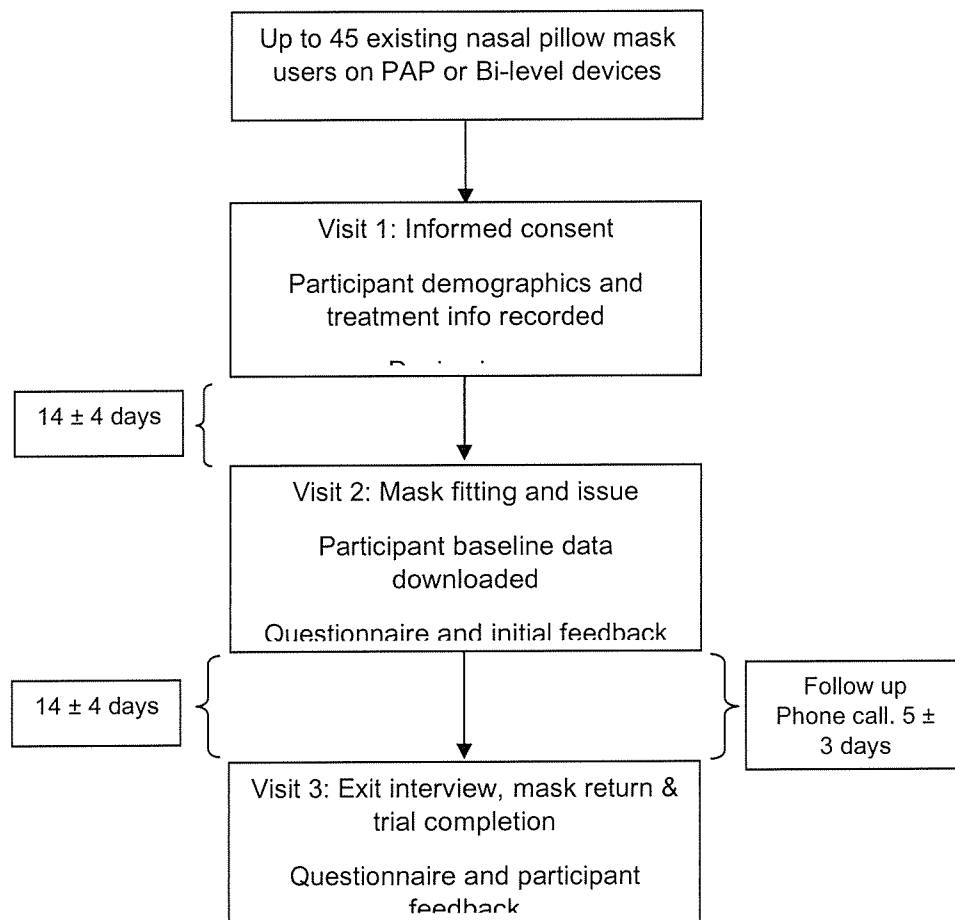 Up to 45 existing nasal pillow mask
users on PAP or Bi-level devices
Visit 1: Informed consent
Participant demographics and
treatment info recorded
14 ± 4 days
Visit 2: Mask fitting and issue
Participant baseline data
downloaded
Questionnaire and initial feedback
14 ± 4 days
Follow up
Phone call. 5 ±
3 days
Visit 3: Exit interview, mask return &
trial completion
Questionnaire and participant
feedback